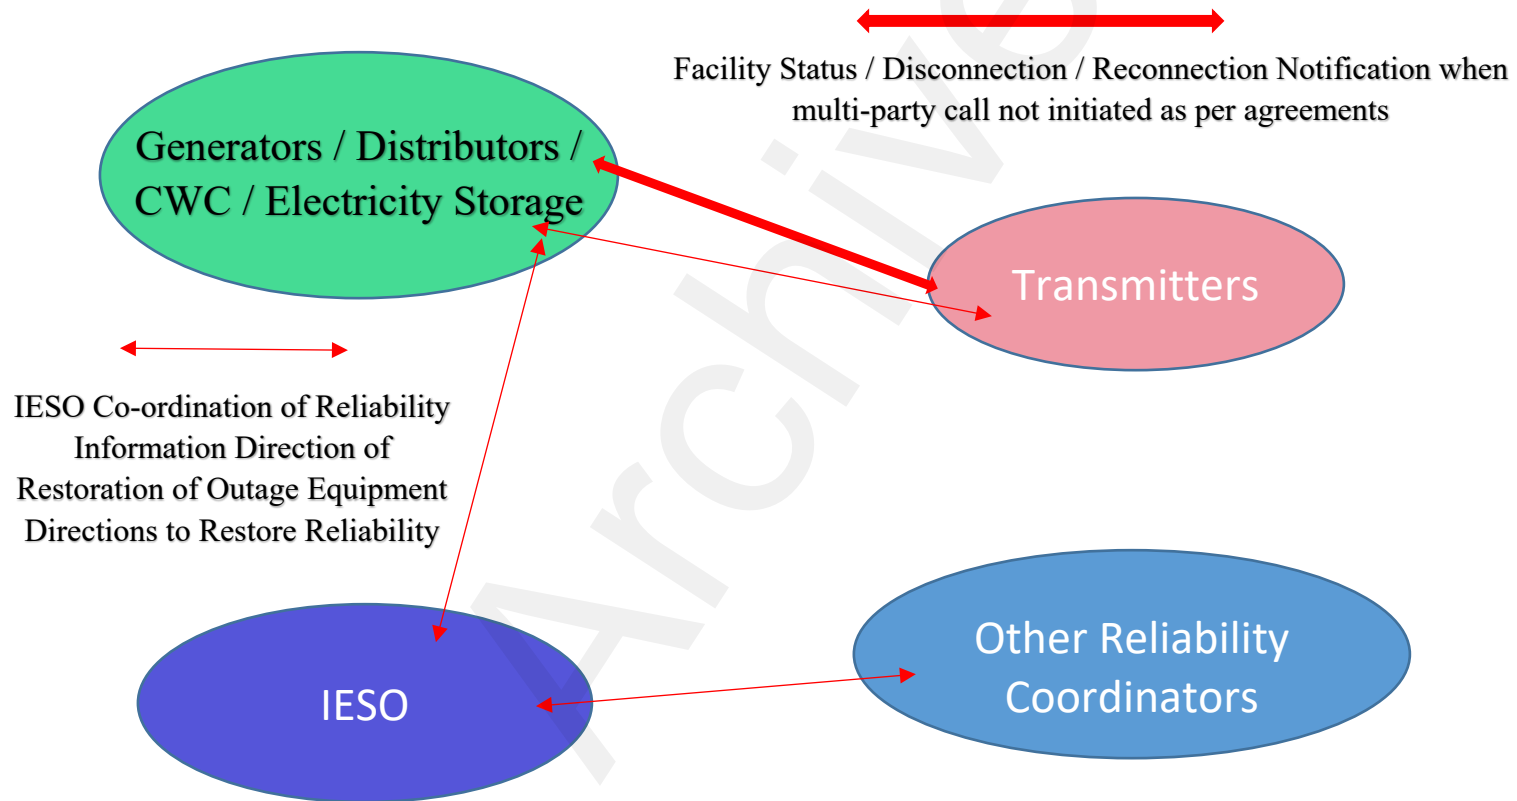 Facility Status / Disconnection / Reconnection Notification when
multi-party call not initiated as per agreements
Generators / Distributors /
CWC / Electricity Storage
Transmitters
IESO Co-ordination of Reliability
Information Direction of
Restoration of Outage Equipment
Directions to Restore Reliability
Other Reliability
Coordinators
IESO
Archive